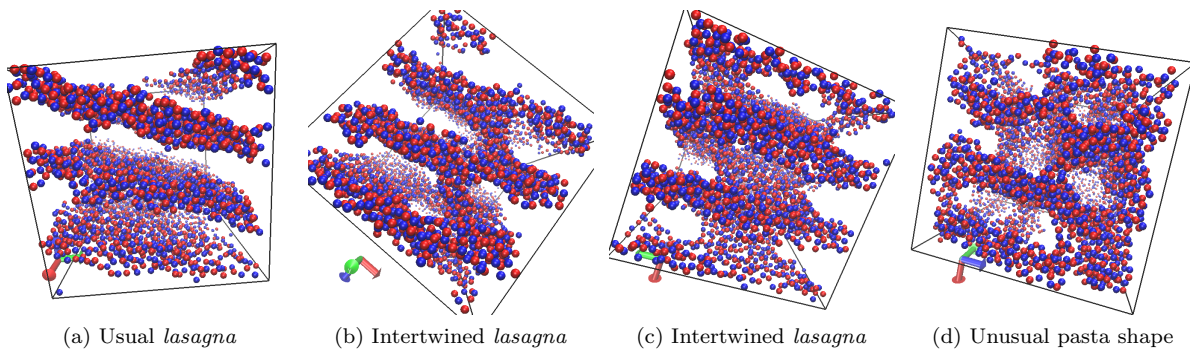 (a) Usual lasagna
(b) Intertwined lasagna
(c) Intertwined lasagna
(d) Unusual pasta shape